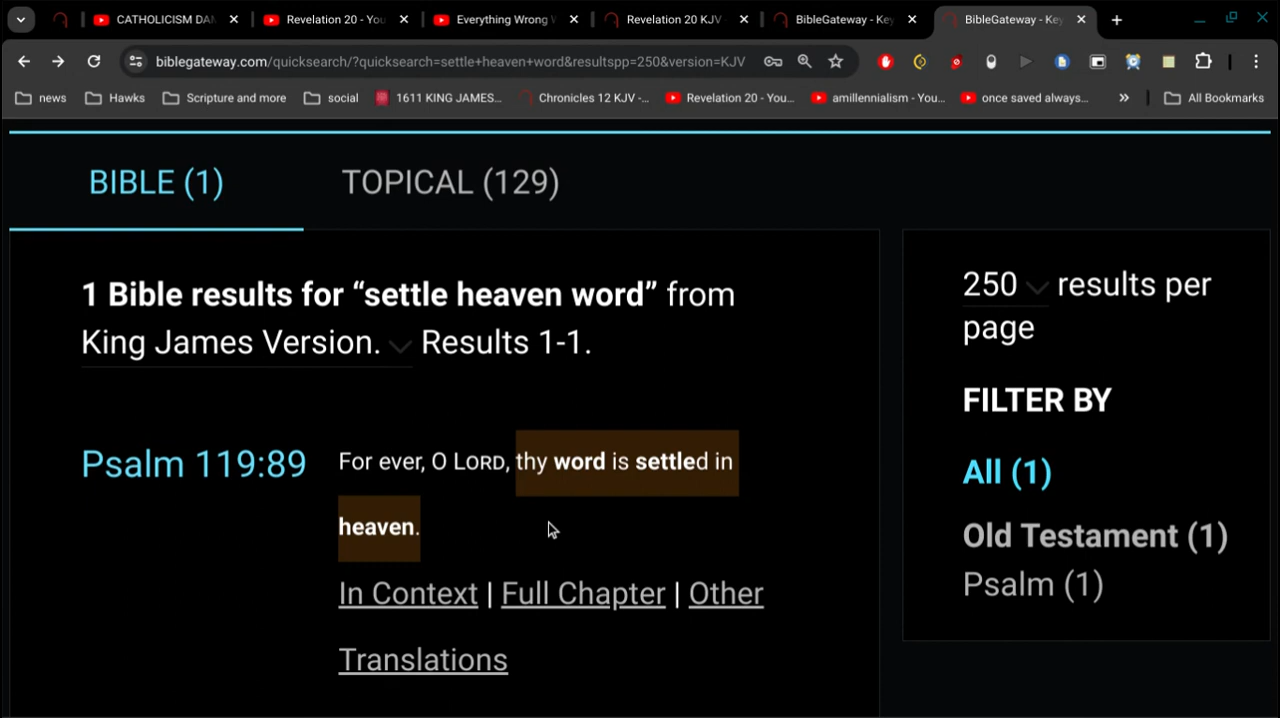 CATHOLICISM DAN
Revelation 20 - You
Everything Wrong W
Revelation 20 KJV
BibleGateway - Key
BibleGateway - Key
biblegateway.com/quicksearch/?quicksearch=settle+heaven+word&resultspp=250&version=KJV
news
Hawks
Scripture and more
social
1611 KING JAMES...
Chronicles 12 KJV -...
Revelation 20 - You...
amillennialism - You...
once saved always...
»
All Bookmarks
BIBLE (1)
TOPICAL (129)
1 Bible results for “settle heaven word” from
King James Version. Results 1-1.
Psalm 119:89
For ever, O LORD, thy word is settled in
heaven.
In Context | Full Chapter | Other
Translations
250 results per
page
FILTER BY
All (1)
Old Testament (1)
Psalm (1)